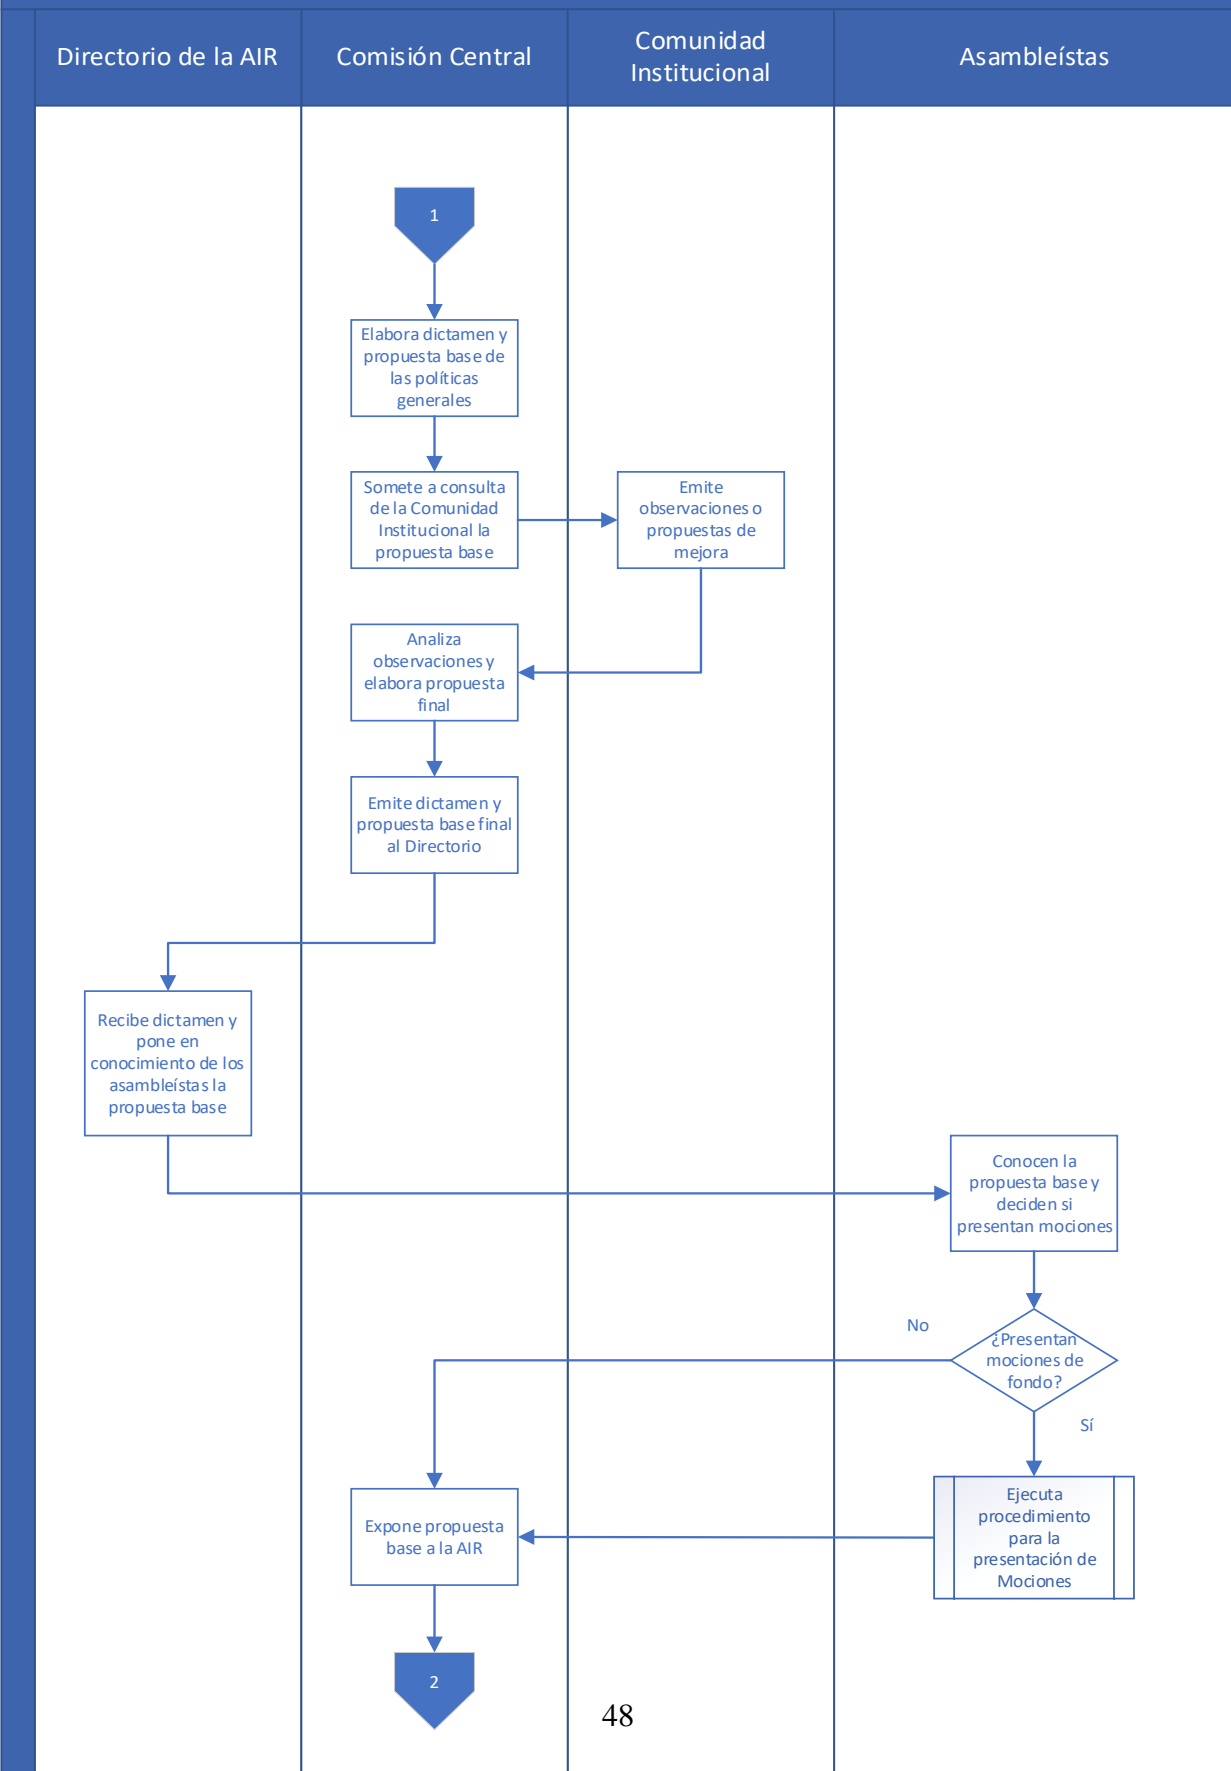 Directorio de la AIR
Comisión Central
Comunidad
Institucional
Asambleístas
1
Elabora dictamen y
propuesta base de
las políticas
generales
Somete a consulta
de la Comunidad
Institucional la
propuesta base
Emite
observaciones o
propuestas de
mejora
Analiza
observaciones y
elabora propuesta
final
Emite dictamen y
propuesta base final
al Directorio
Recibe dictamen y
pone en
conocimiento de los
asambleístas la
propuesta base
Conocen la
propuesta base y
deciden si
presentan mociones
¿Presentan
mociones de
fondo?
No
Sí
Ejecuta
procedimiento
para la
presentación de
Mociones
Expone propuesta
base a la AIR
2
48